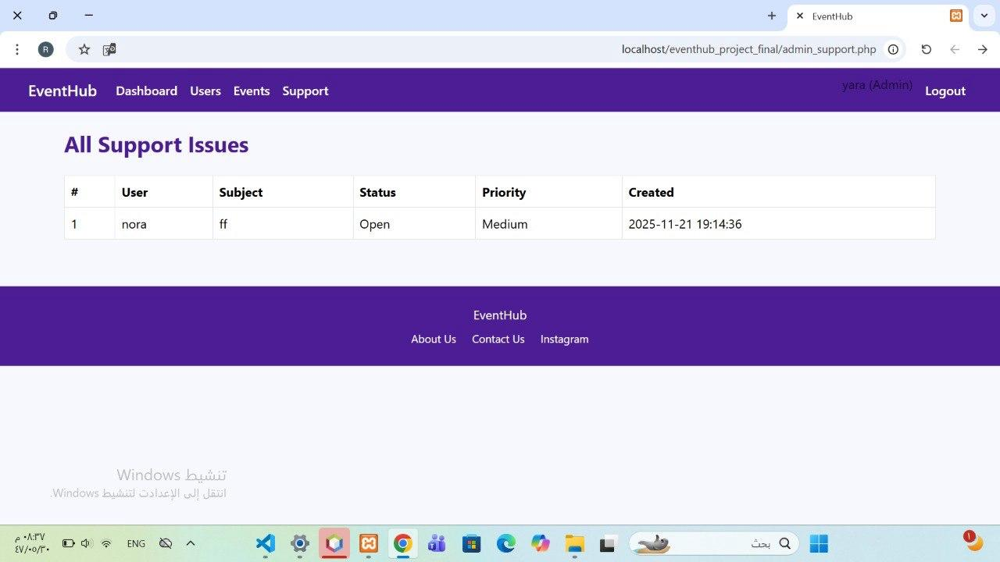 EventHub
localhost/eventhub_project_final/admin_support.php
R
EventHub Dashboard Users Events Support yara (Admin) Logout
All Support Issues
# User Subject Status Priority Created
1 nora ff Open Medium 2025-11-21 19:14:36
EventHub
About Us Contact Us Instagram
تنشيط Windows
انتقل إلى الإعدادت لتنشيط Windows.
٠٨:٣٧ م
٤٧/٠٥/٣٠
ENG
بحث
1